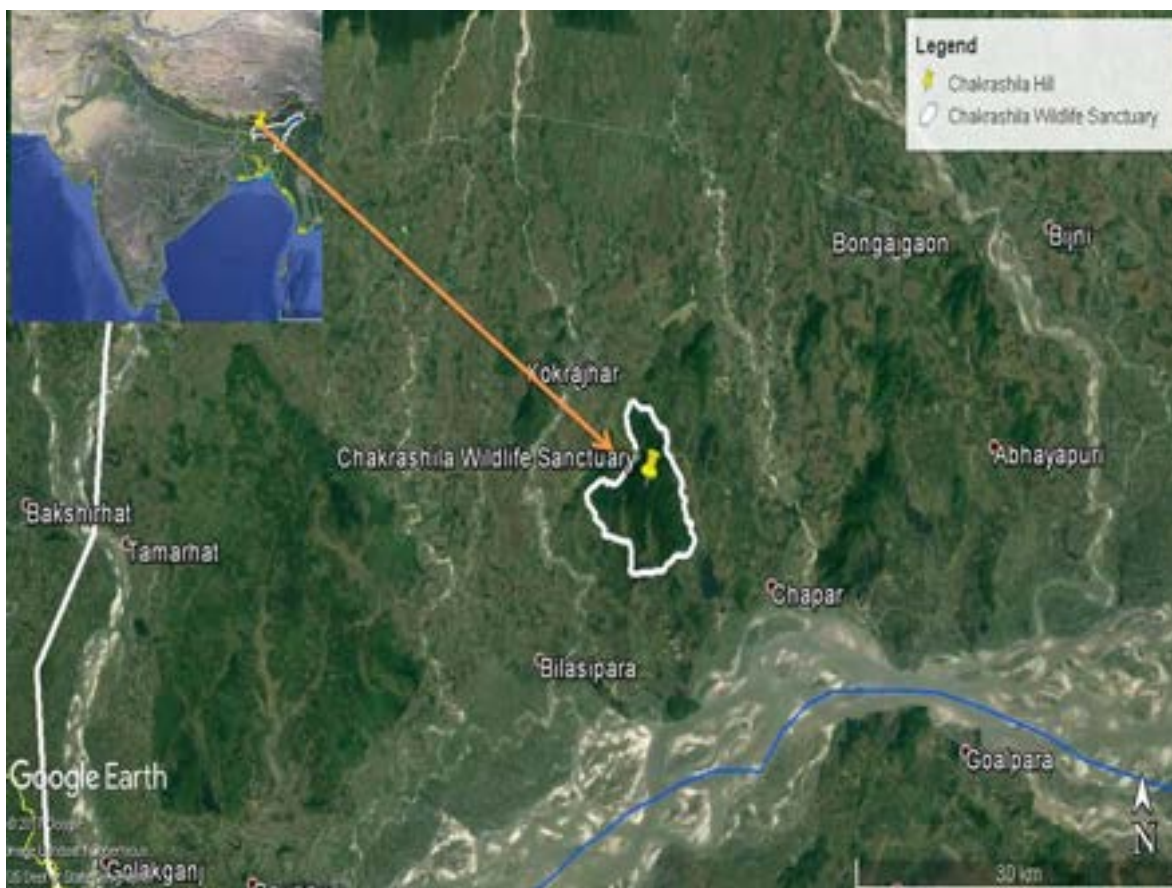 Legend
Chakrashila Hill
Chakrashila Wildlife Sanctuary
Bijni
Bongaigaon
Kokrajhar
Chakrashila Wildlife Sanctuary
Abhayapuri
Bakshirhat
Tamarhat
Chapar
Bilasipara
Goalpara
Google Earth
N
Golakganj
30 km